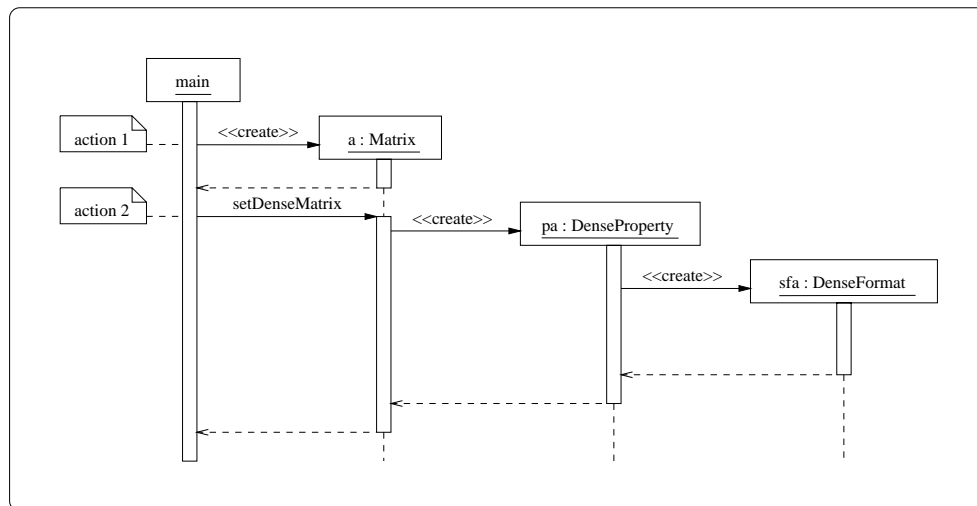 main
action 1
<<create>>
a : Matrix
action 2
setDenseMatrix
<<create>>
pa : DenseProperty
<<create>>
sfa : DenseFormat